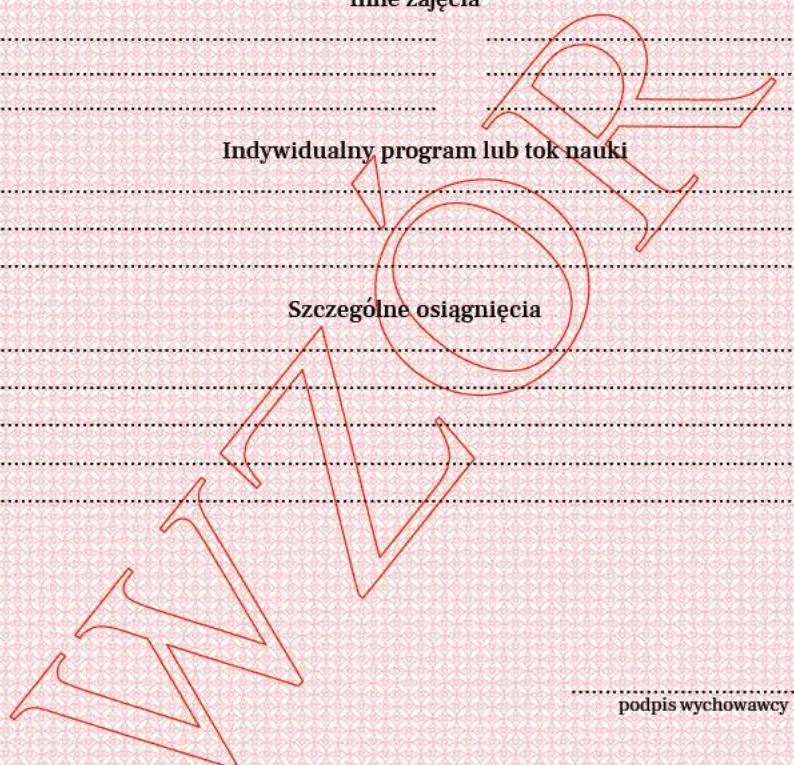 Inne zajęcia
Indywidualny program lub tok nauki
Szczególne osiągnięcia
podpis wychowawcy
WZÓR